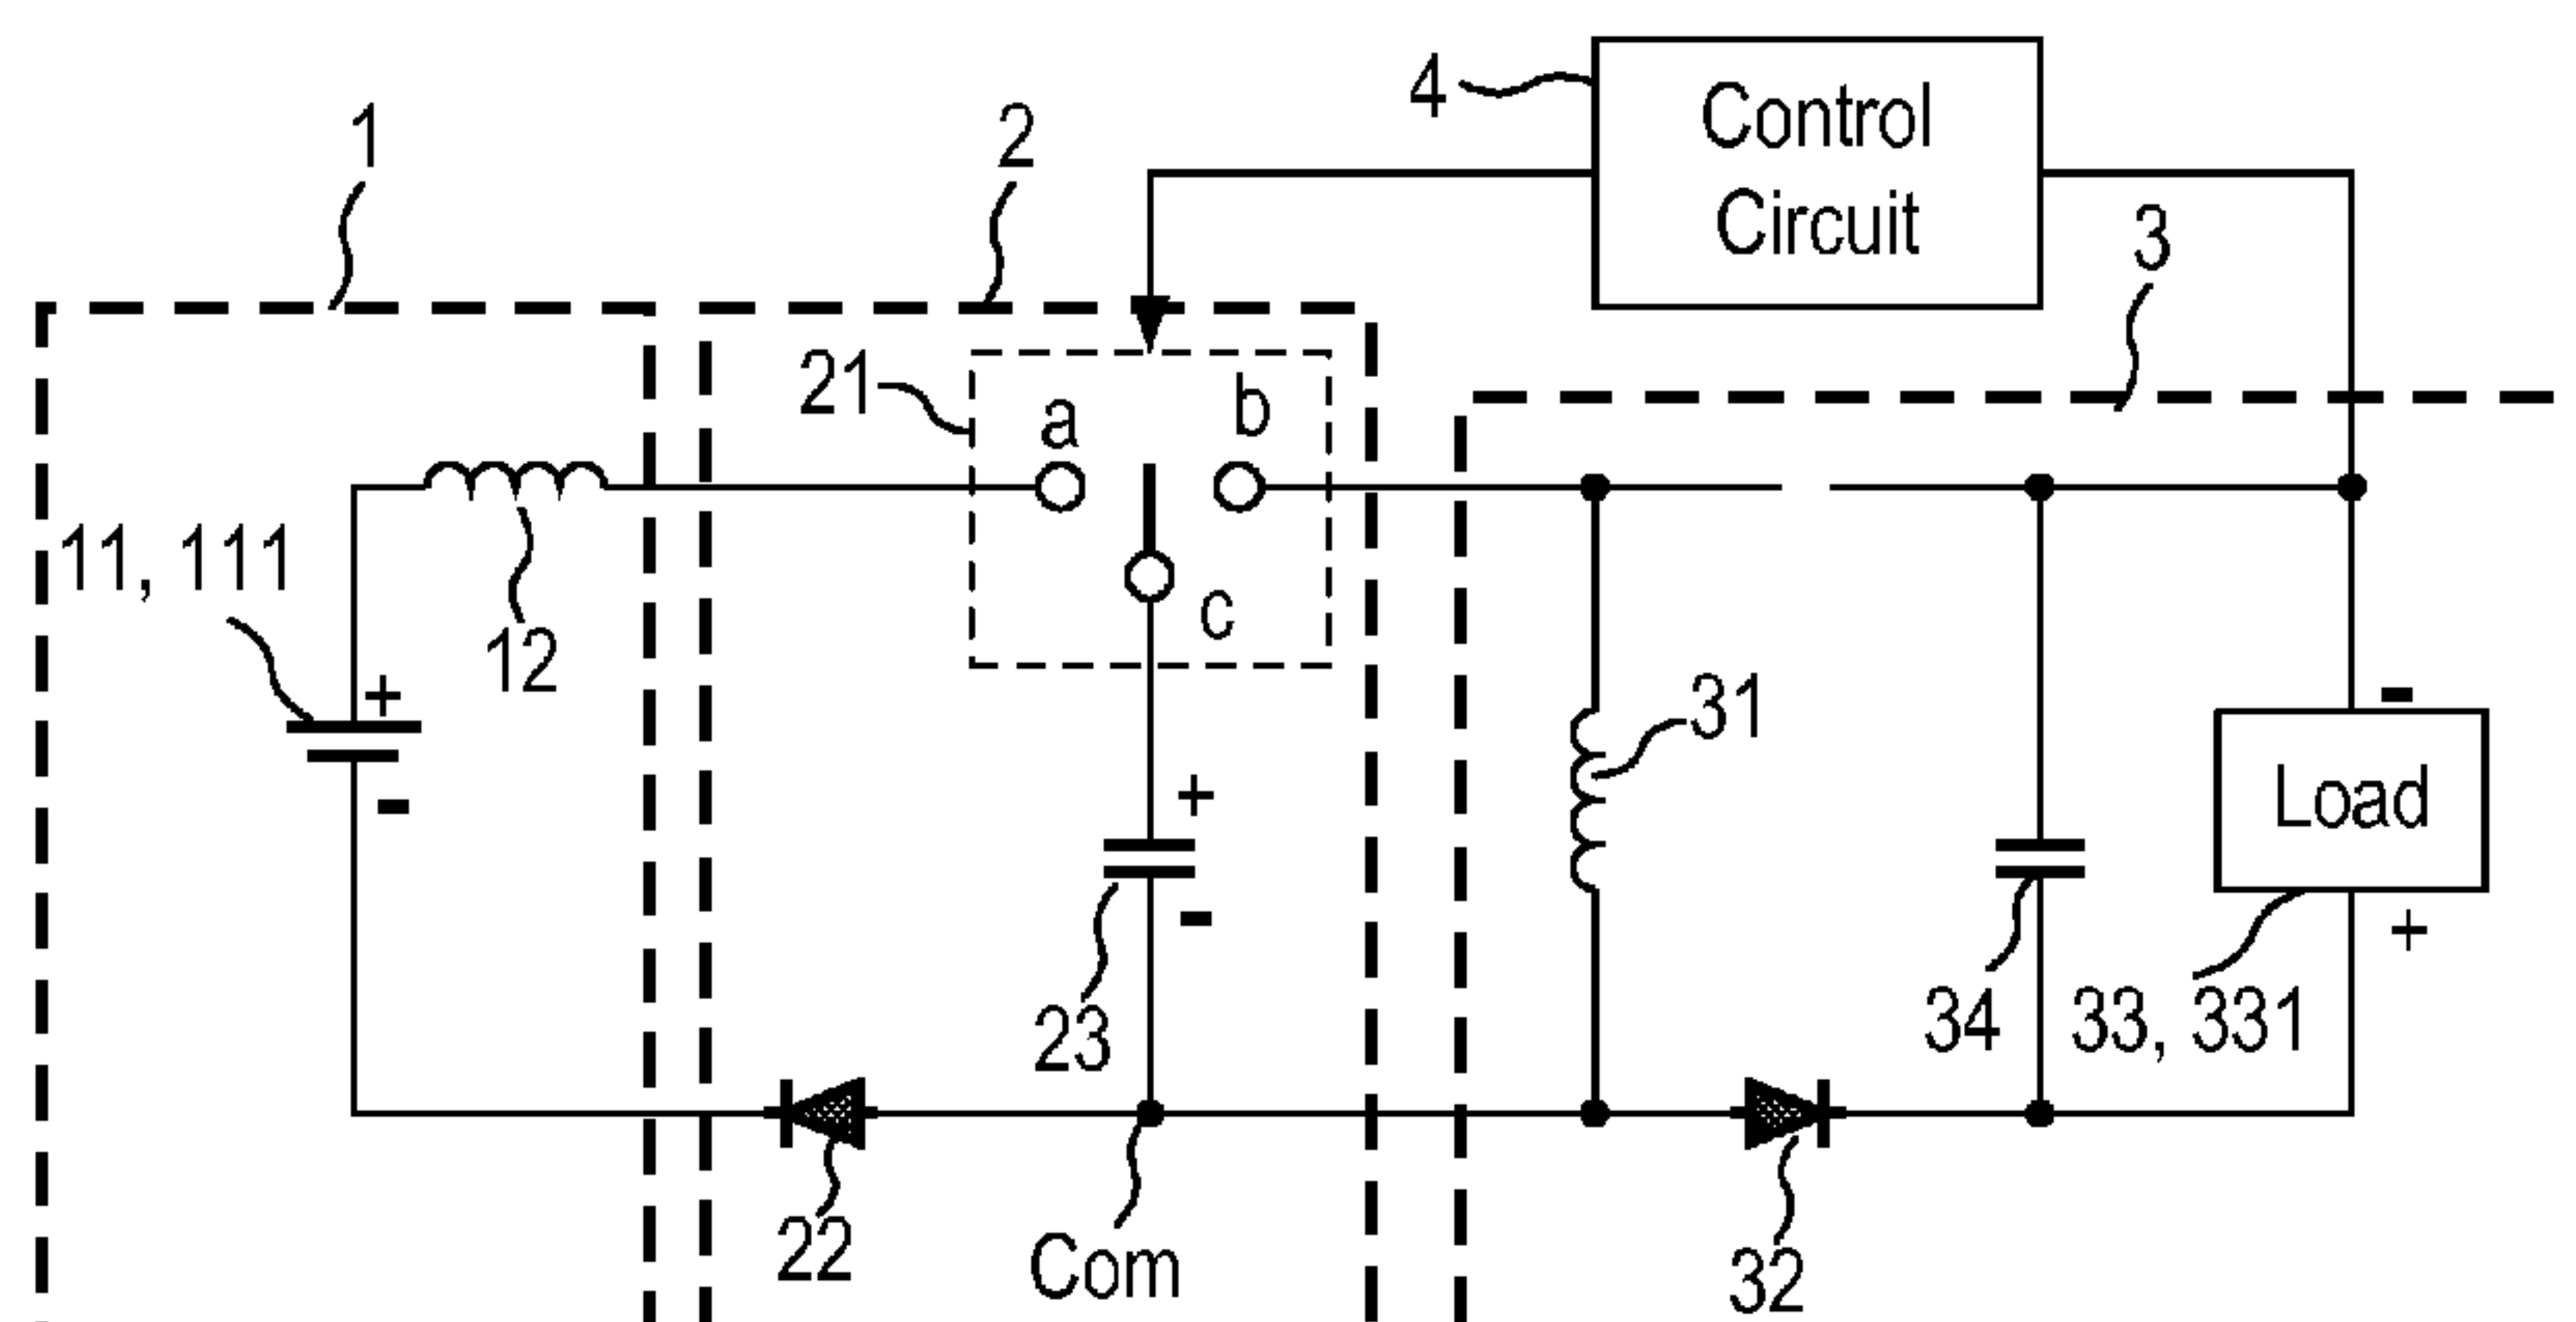 1
2
4
Control
Circuit
3
21
a
b
c
11, 111
12
+
-
31
+
-
23
-
Load
+
34
33, 331
22
Com
32